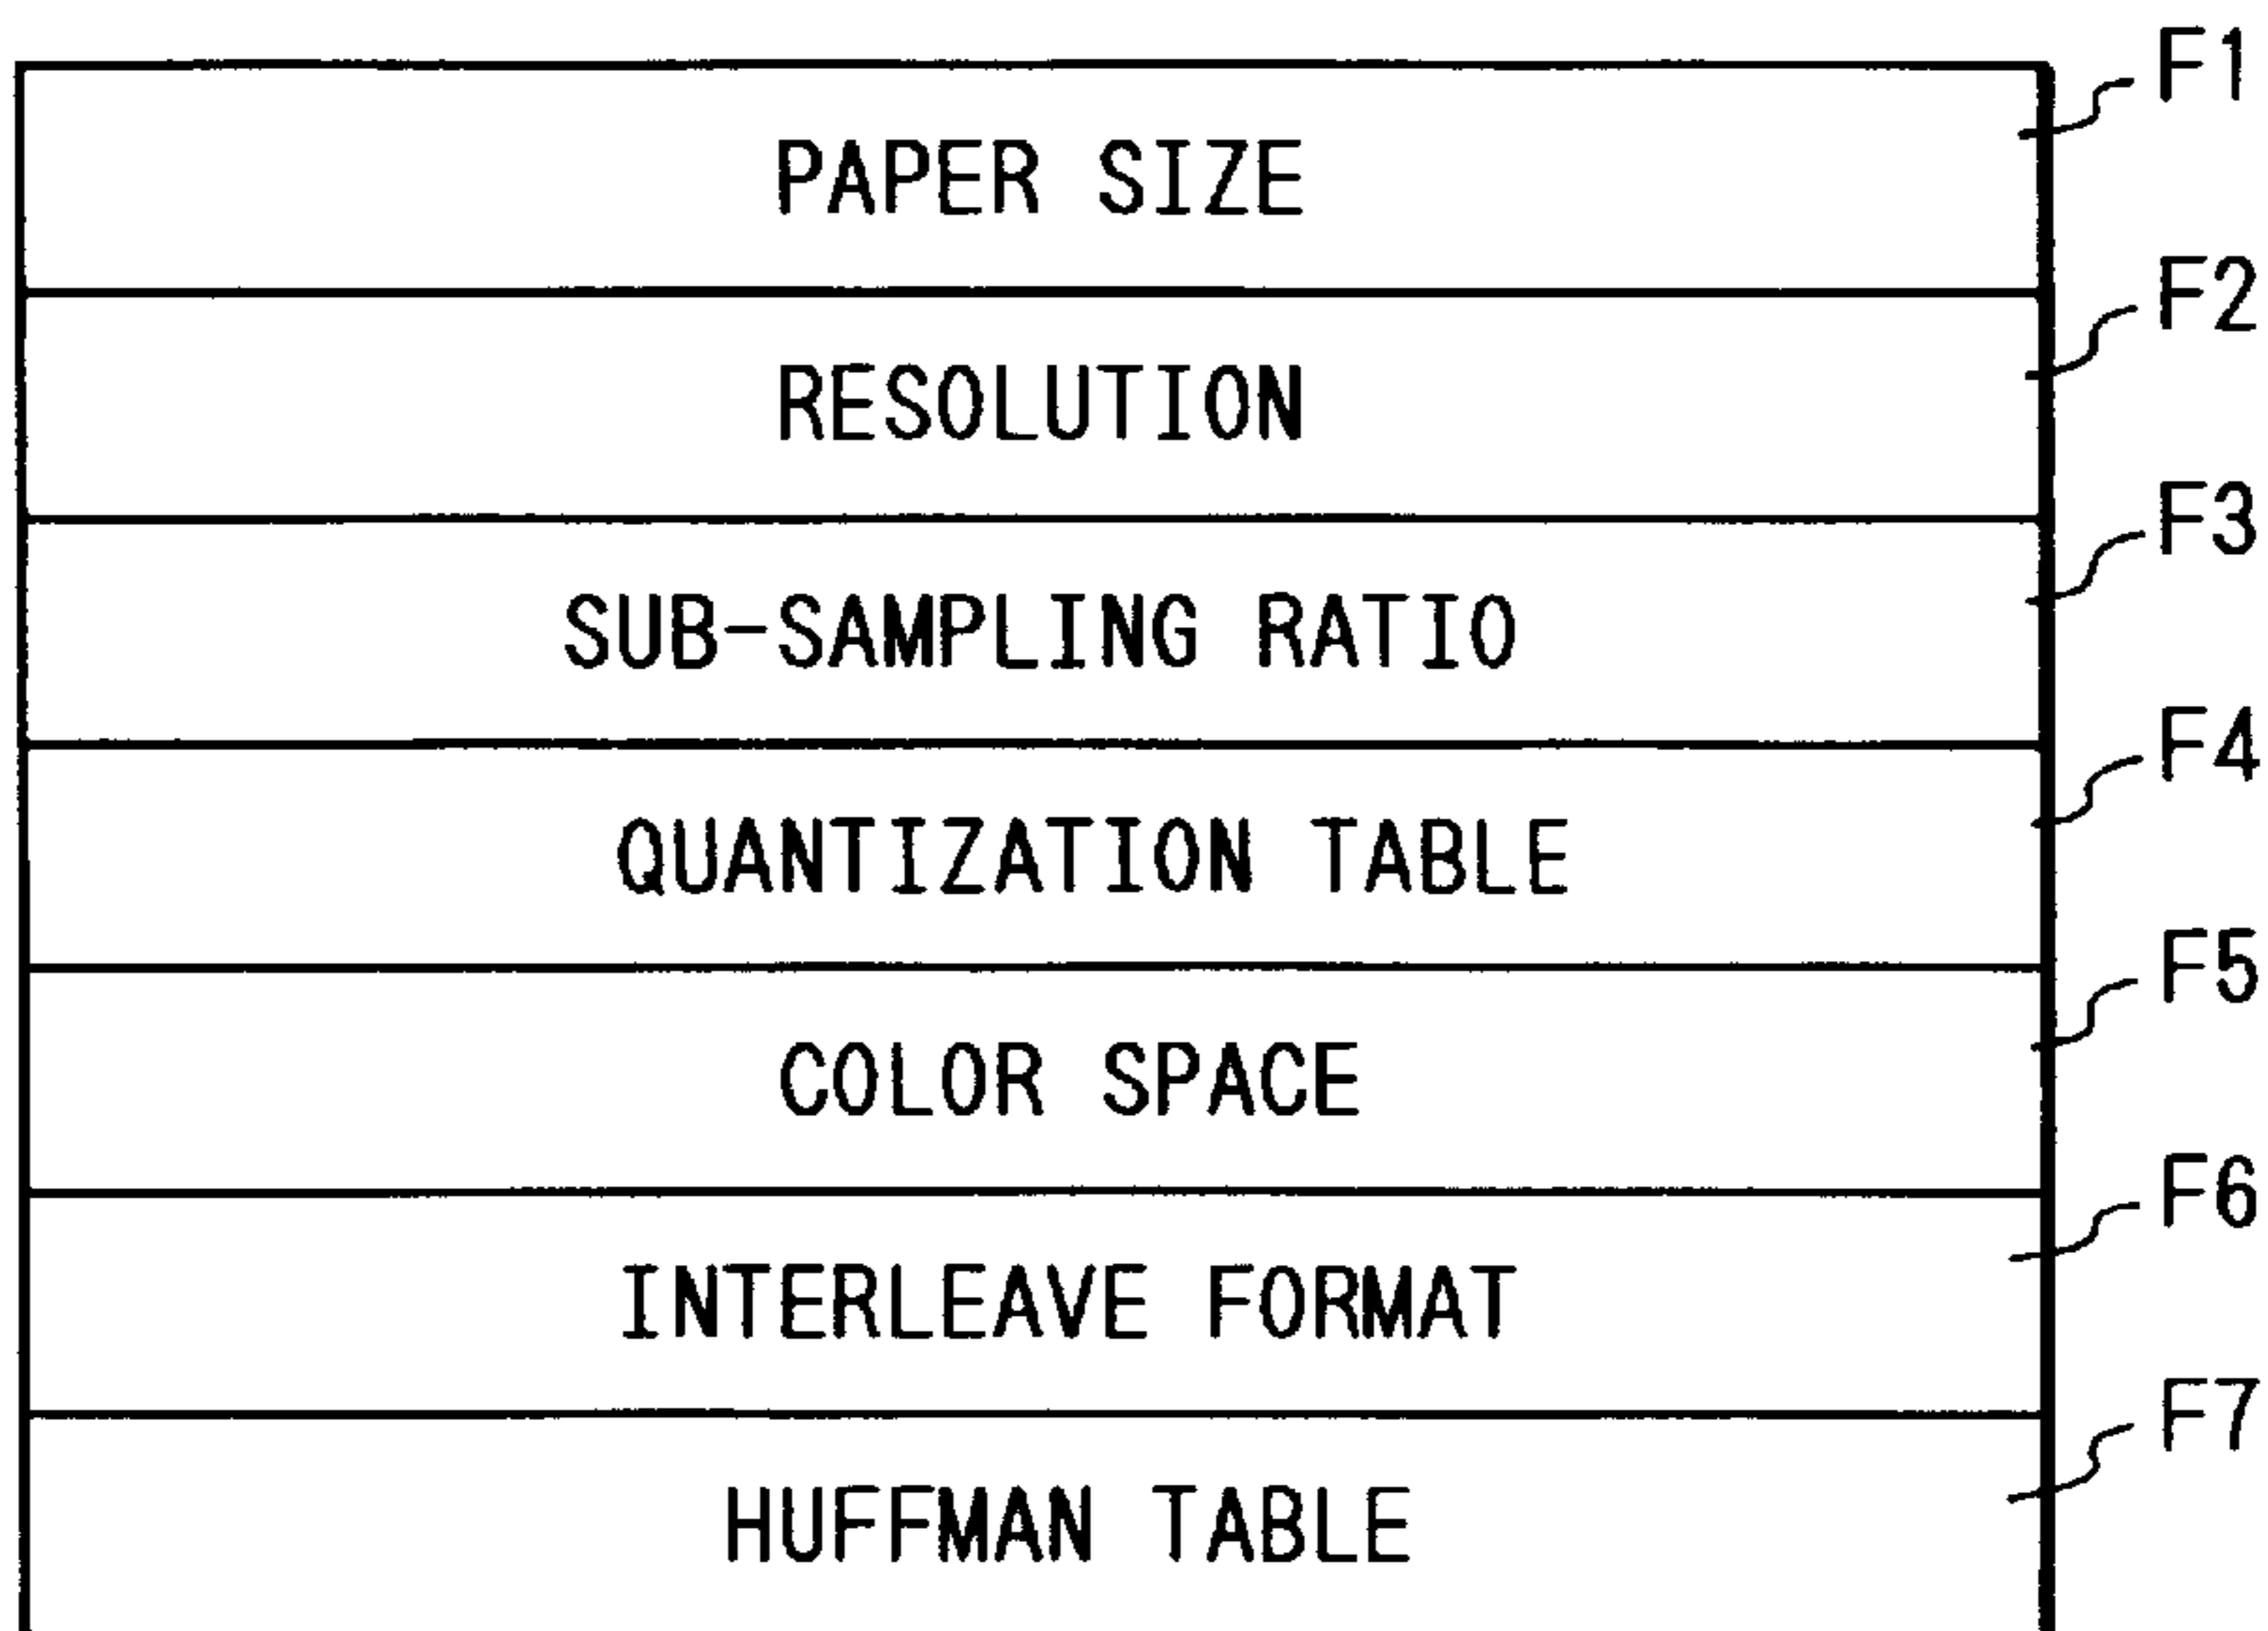 F1
PAPER SIZE
F2
RESOLUTION
F3
SUB-SAMPLING RATIO
F4
QUANTIZATION TABLE
F5
COLOR SPACE
F6
INTERLEAVE FORMAT
F7
HUFFMAN TABLE